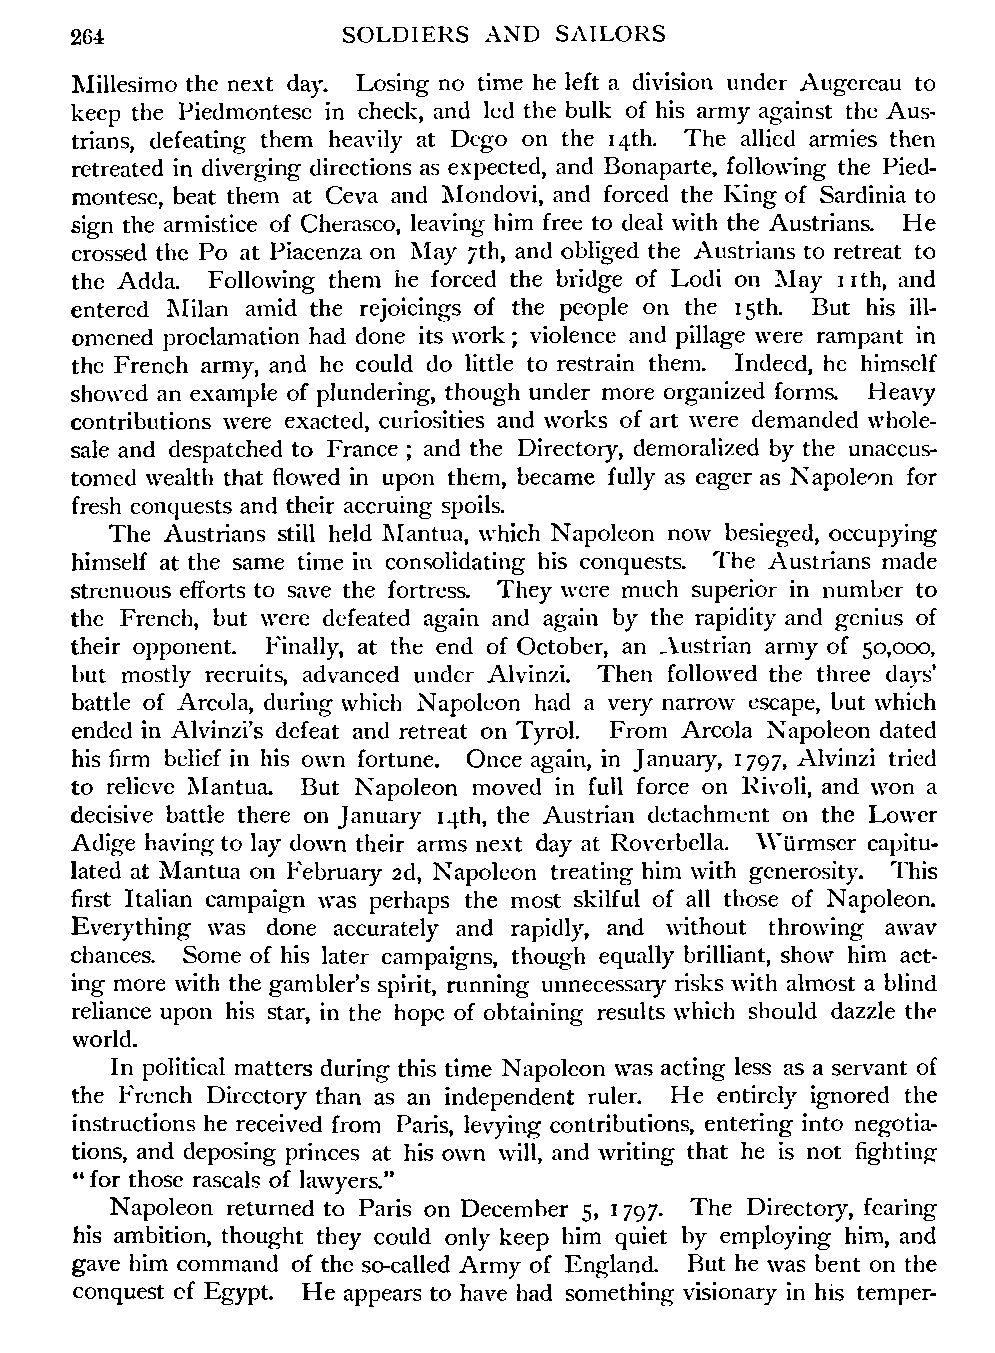 264 SOLDIERS AND SAILORS
Millesimo the next day. Losing no time he left a division under Augereau to
keep the Piedmontese in check, and led the bulk of his army against the Aus-
trians, defeating them heavily at Dego on the 14th. The allied armies then
retreated in diverging directions as expected, and Bonaparte, following the Pied-
montese, beat them at Ceva and Mondovi, and forced the King of Sardinia to
sign the armistice of Cherasco, leaving him free to deal with the Austrians. He
crossed the Po at Piacenza on May 7th, and obliged the Austrians to retreat to
the Adda. Following them he forced the bridge of Lodi on May 11th, and
entered Milan amid the rejoicings of the people on the 15th. But his ill-
omened proclamation had done its work; violence and pillage were rampant in
the French army, and he could do little to restrain them. Indeed, he himself
showed an example of plundering, though under more organized forms. Heavy
contributions were exacted, curiosities and works of art were demanded whole-
sale and despatched to France; and the Directory, demoralized by the unaccus-
tomed wealth that flowed in upon them, became fully as eager as Napoleon for
fresh conquests and their accruing spoils.
The Austrians still held Mantua, which Napoleon now besieged, occupying
himself at the same time in consolidating his conquests. The Austrians made
strenuous efforts to save the fortress. They were much superior in number to
the French, but were defeated again and again by the rapidity and genius of
their opponent. Finally, at the end of October, an Austrian army of 50,000,
but mostly recruits, advanced under Alvinzi. Then followed the three days'
battle of Arcola, during which Napoleon had a very narrow escape, but which
ended in Alvinzi's defeat and retreat on Tyrol. From Arcola Napoleon dated
his firm belief in his own fortune. Once again, in January, 1797, Alvinzi tried
to relieve Mantua. But Napoleon moved in full force on Rivoli, and won a
decisive battle there on January 14th, the Austrian detachment on the Lower
Adige having to lay down their arms next day at Roverbella. Würmser capitu-
lated at Mantua on February 2d, Napoleon treating him with generosity. This
first Italian campaign was perhaps the most skilful of all those of Napoleon.
Everything was done accurately and rapidly, and without throwing away
chances. Some of his later campaigns, though equally brilliant, show him act-
ing more with the gambler's spirit, running unnecessary risks with almost a blind
reliance upon his star, in the hope of obtaining results which should dazzle the
world.
In political matters during this time Napoleon was acting less as a servant of
the French Directory than as an independent ruler. He entirely ignored the
instructions he received from Paris, levying contributions, entering into negotia-
tions, and deposing princes at his own will, and writing that he is not fighting
"for those rascals of lawyers."
Napoleon returned to Paris on December 5, 1797. The Directory, fearing
his ambition, thought they could only keep him quiet by employing him, and
gave him command of the so-called Army of England. But he was bent on the
conquest of Egypt. He appears to have had something visionary in his temper-